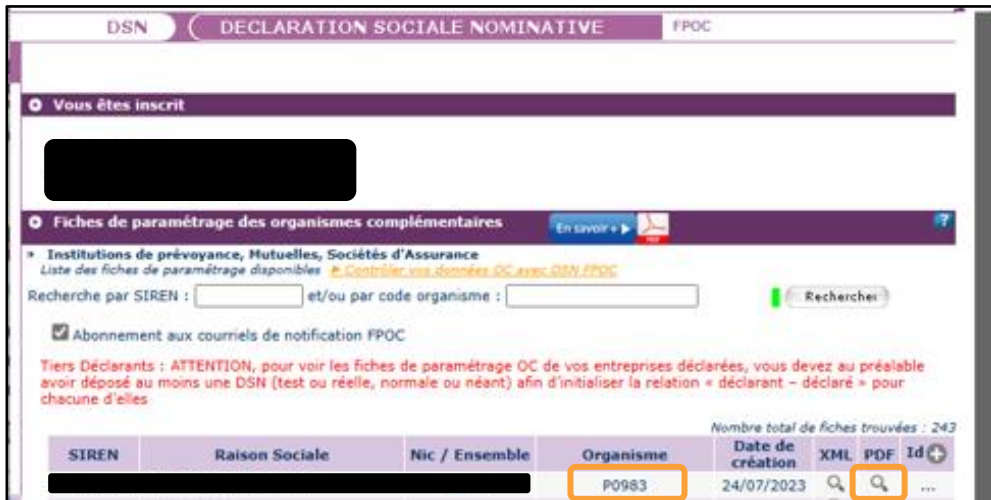 DSN DECLARATION SOCIALE NOMINATIVE FPOC
Vous êtes inscrit
Fiches de paramétrage des organismes complémentaires En savoir + PDF ?
» Institutions de prévoyance, Mutuelles, Sociétés d'Assurance
Liste des fiches de paramétrage disponibles Contrôler vos données OC avec DSN FPOC
Recherche par SIREN : et/ou par code organisme : Rechercher
Abonnement aux courriels de notification FPOC
Tiers Déclarants : ATTENTION, pour voir les fiches de paramétrage OC de vos entreprises déclarées, vous devez au préalable
avoir déposé au moins une DSN (test ou réelle, normale ou néant) afin d'initialiser la relation « déclarant – déclaré » pour
chacune d'elles
Nombre total de fiches trouvées : 243
SIREN Raison Sociale Nic / Ensemble Organisme Date de création XML PDF Id
P0983 24/07/2023 ...